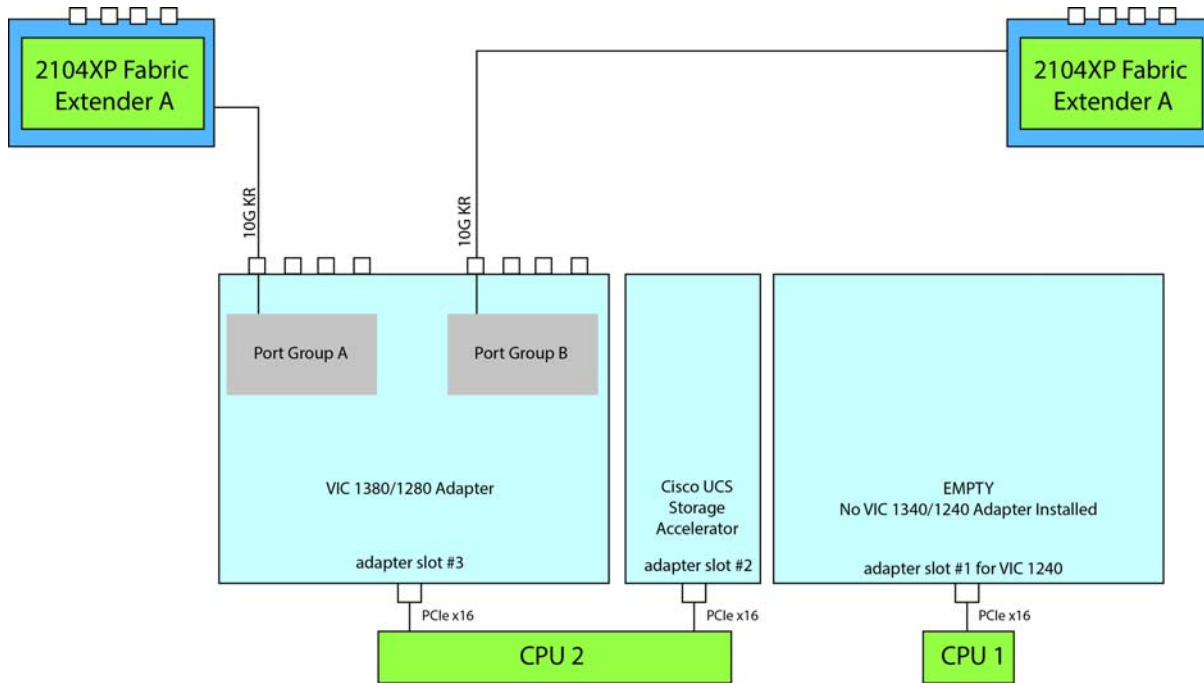 2104XP Fabric
Extender A
2104XP Fabric
Extender A
10G KR
10G KR
Port Group A
Port Group B
VIC 1380/1280 Adapter
adapter slot #3
Cisco UCS
Storage
Accelerator
adapter slot #2
EMPTY
No VIC 1340/1240 Adapter Installed
adapter slot #1 for VIC 1240
PCIe x16
PCIe x16
PCIe x16
CPU 2
CPU 1